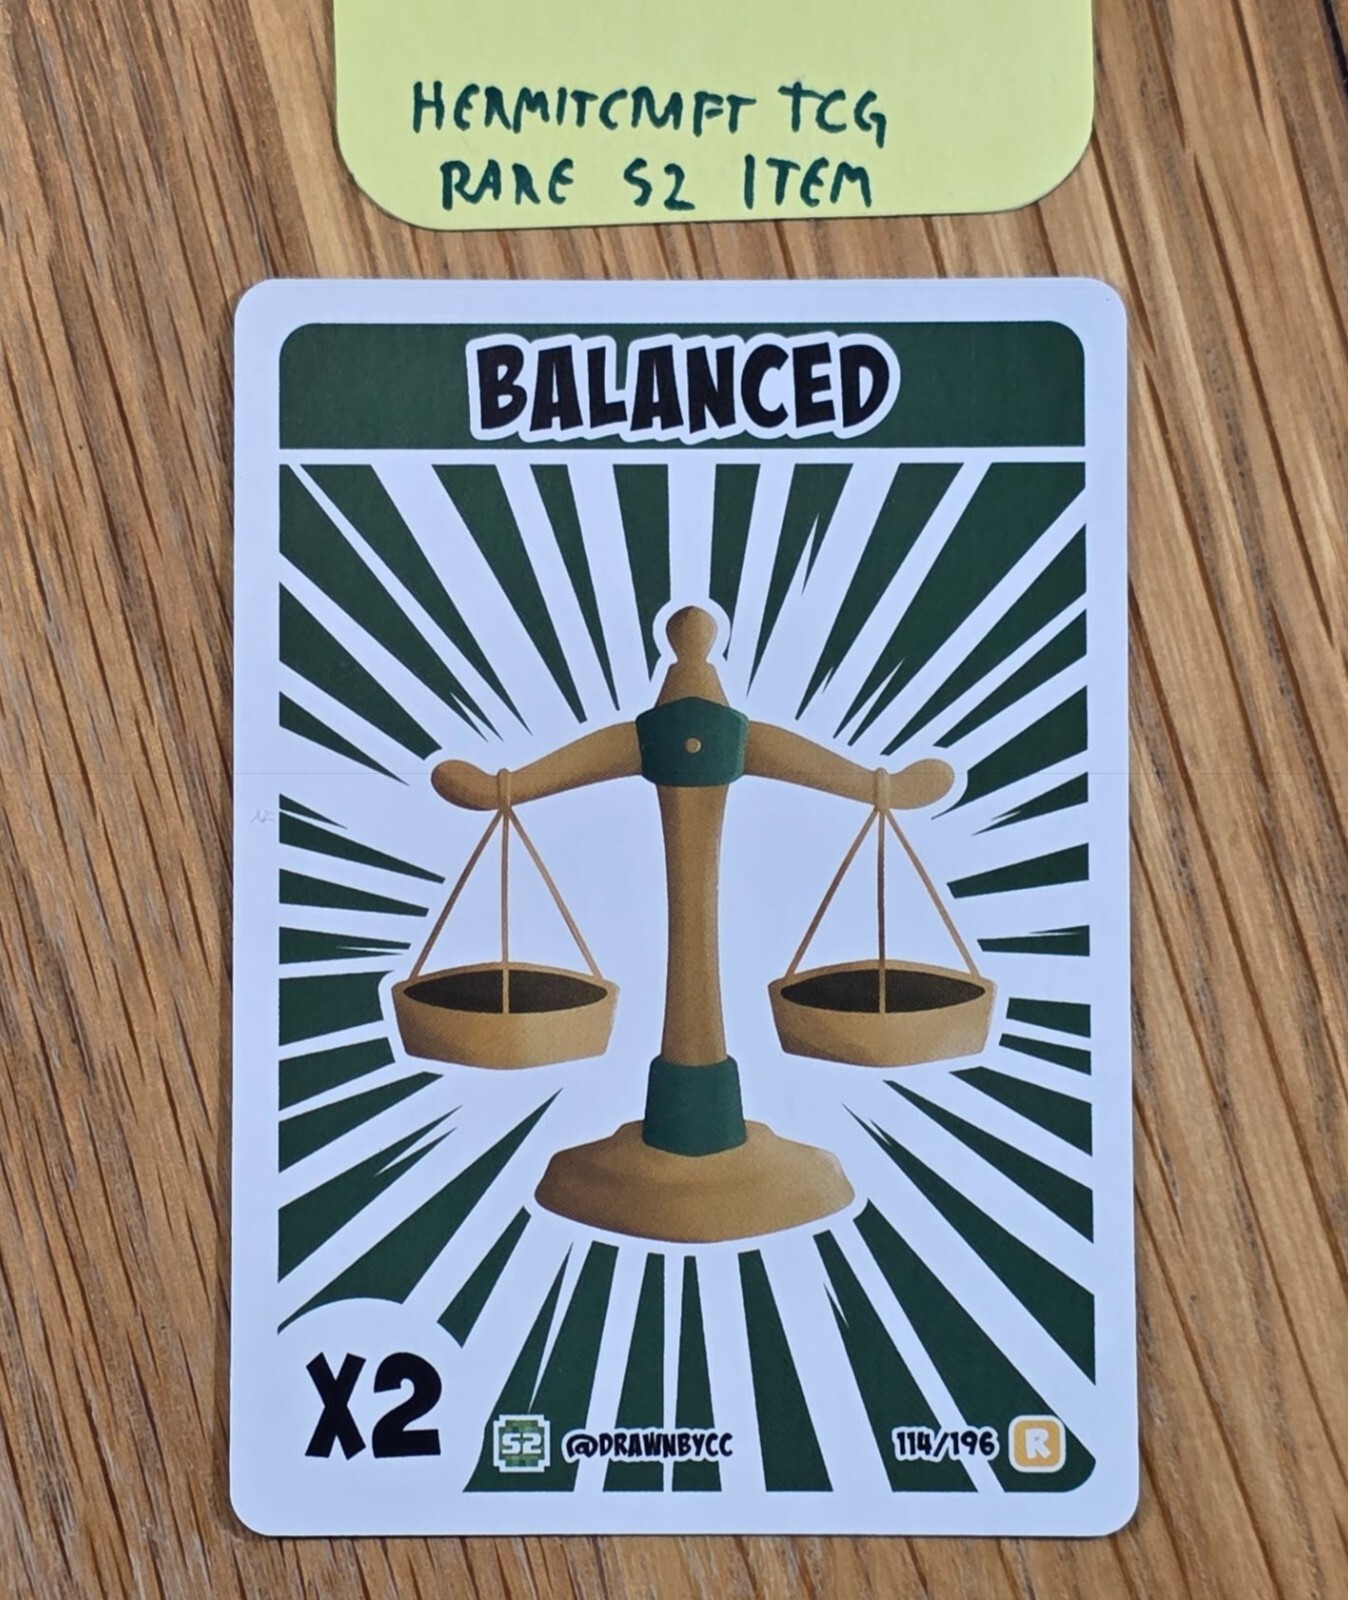 HERMITCRAFT TCG
RARE S2 ITEM
BALANCED
X2
S2 @DRAWNBYCC 114/196 R